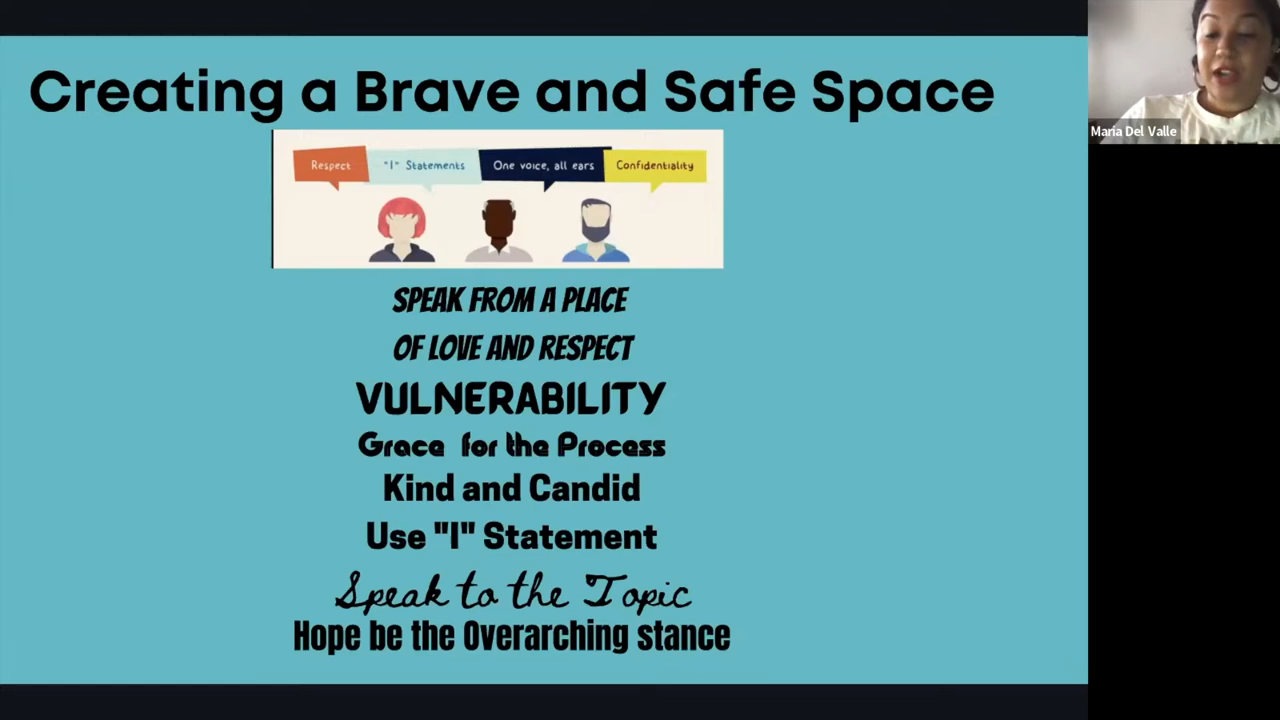 Creating a Brave and Safe Space
Maria Del Valle
Respect
"I" Statements
One voice, all ears
Confidentiality
SPEAK FROM A PLACE
OF LOVE AND RESPECT
VULNERABILITY
Grace for the Process
Kind and Candid
Use "I" Statement
Speak to the Topic
Hope be the Overarching stance